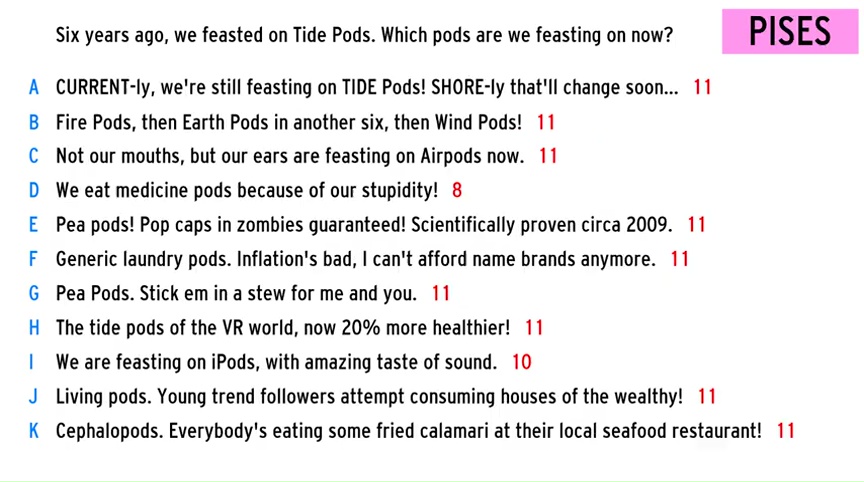 Six years ago, we feasted on Tide Pods. Which pods are we feasting on now?
PISES
A CURRENT-ly, we're still feasting on TIDE Pods! SHORE-ly that'll change soon... 11
B Fire Pods, then Earth Pods in another six, then Wind Pods! 11
C Not our mouths, but our ears are feasting on Airpods now. 11
D We eat medicine pods because of our stupidity! 8
E Pea pods! Pop caps in zombies guaranteed! Scientifically proven circa 2009. 11
F Generic laundry pods. Inflation's bad, I can't afford name brands anymore. 11
G Pea Pods. Stick em in a stew for me and you. 11
H The tide pods of the VR world, now 20% more healthier! 11
I We are feasting on iPods, with amazing taste of sound. 10
J Living pods. Young trend followers attempt consuming houses of the wealthy! 11
K Cephalopods. Everybody's eating some fried calamari at their local seafood restaurant! 11